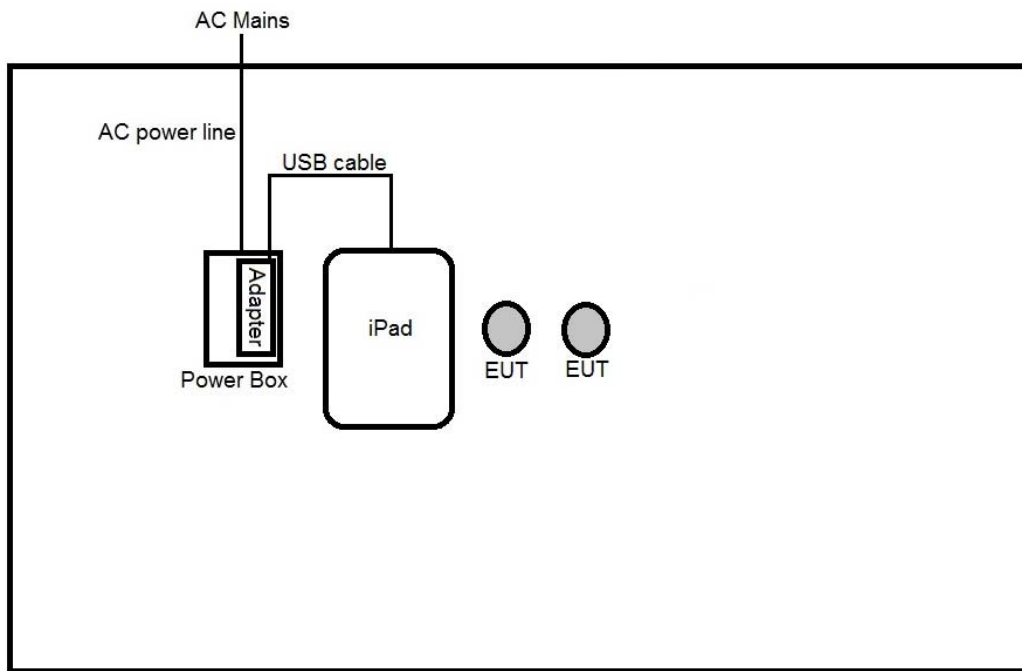 AC Mains
AC power line
USB cable
Adapter
iPad
Power Box
EUT
EUT